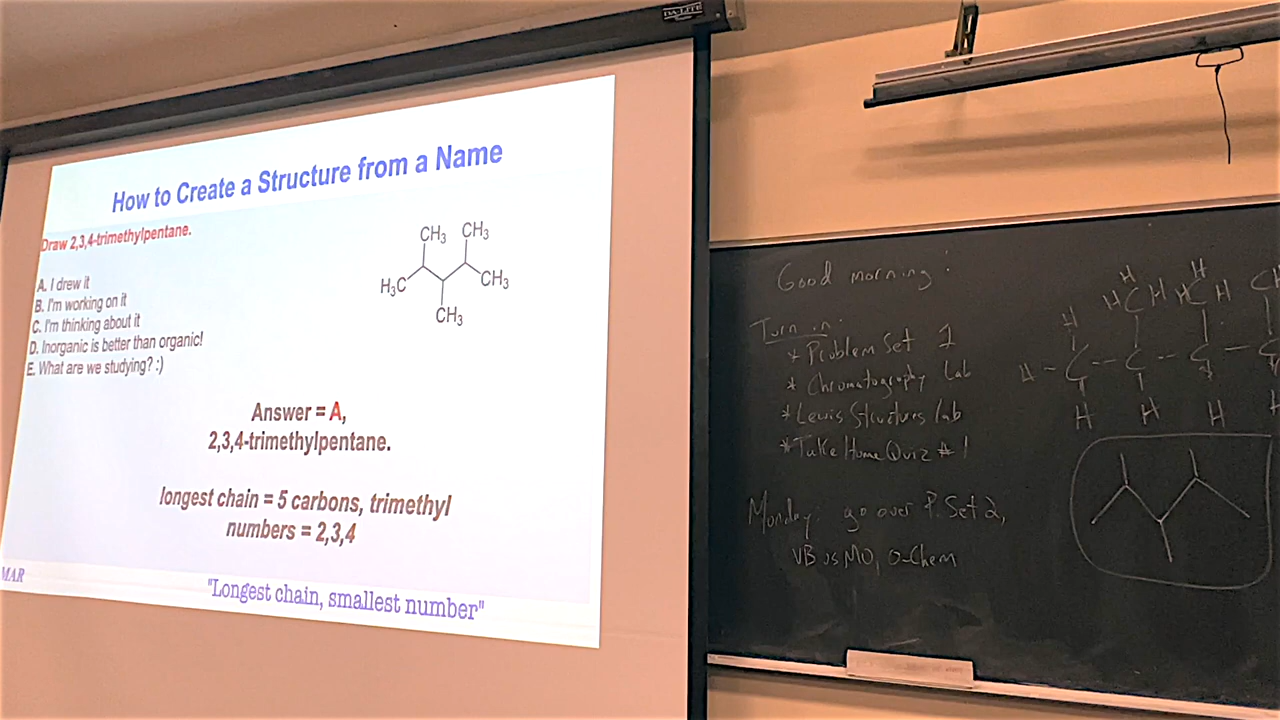 DA-LITE
How to Create a Structure from a Name
Draw 2,3,4-trimethylpentane.
A. I drew it
B. I'm working on it
C. I'm thinking about it
D. Inorganic is better than organic!
E. What are we studying? :)
CH₃ CH₃
H₃C CH₃
CH₃
Answer = A,
2,3,4-trimethylpentane.
longest chain = 5 carbons, trimethyl
numbers = 2,3,4
MAR
"Longest chain, smallest number"
Good morning!
Turn in:
* Problem Set 1
* Chromatography Lab
* Lewis Structures lab
* Take Home Quiz #1
Monday: go over P. Set 2,
VB vs MO, O-Chem
H H
H C H H C H
H
H - C - C - C -
H H H H